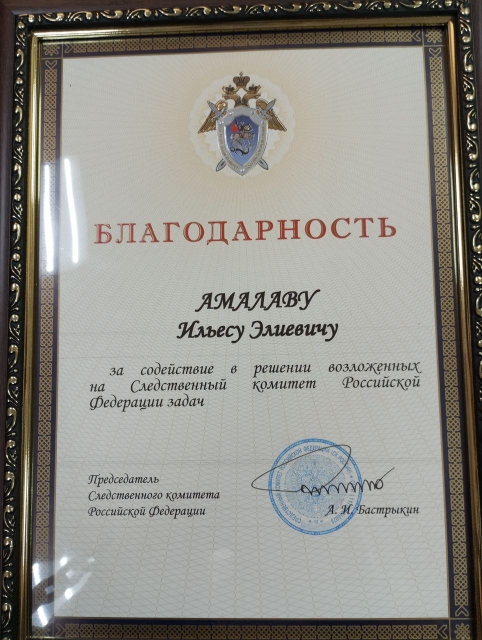 БЛАГОДАРНОСТЬ
АМАЛАВУ
Ильесу Элиевичу
за содействие в решении возложенных
на Следственный комитет Российской
Федерации задач
Председатель
Следственного комитета
Российской Федерации
А. И. Бастрыкин